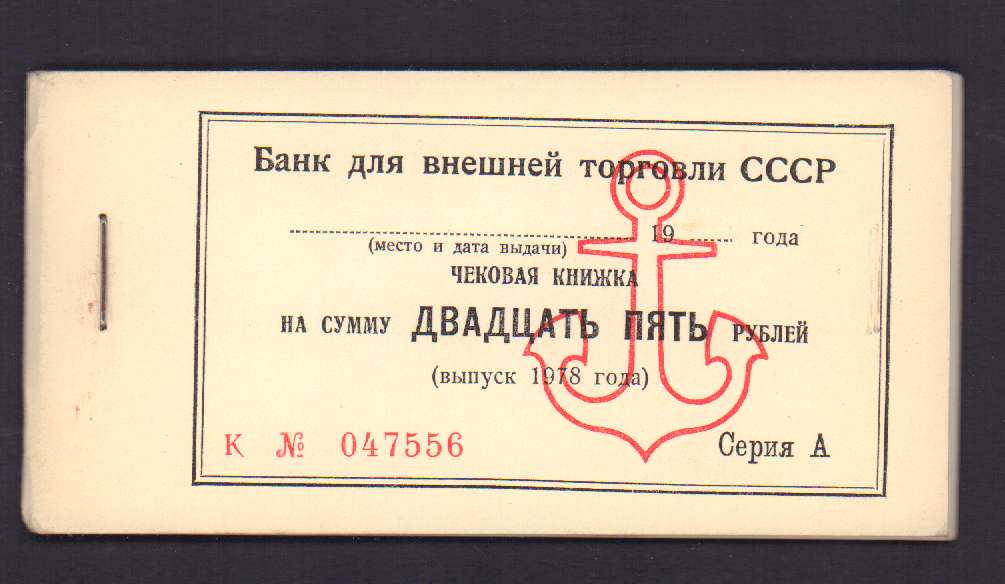 Банк для внешней торговли СССР
19 года
(место и дата выдачи)
ЧЕКОВАЯ КНИЖКА
НА СУММУ ДВАДЦАТЬ ПЯТЬ РУБЛЕЙ
(выпуск 1978 года)
К № 047556 Серия А